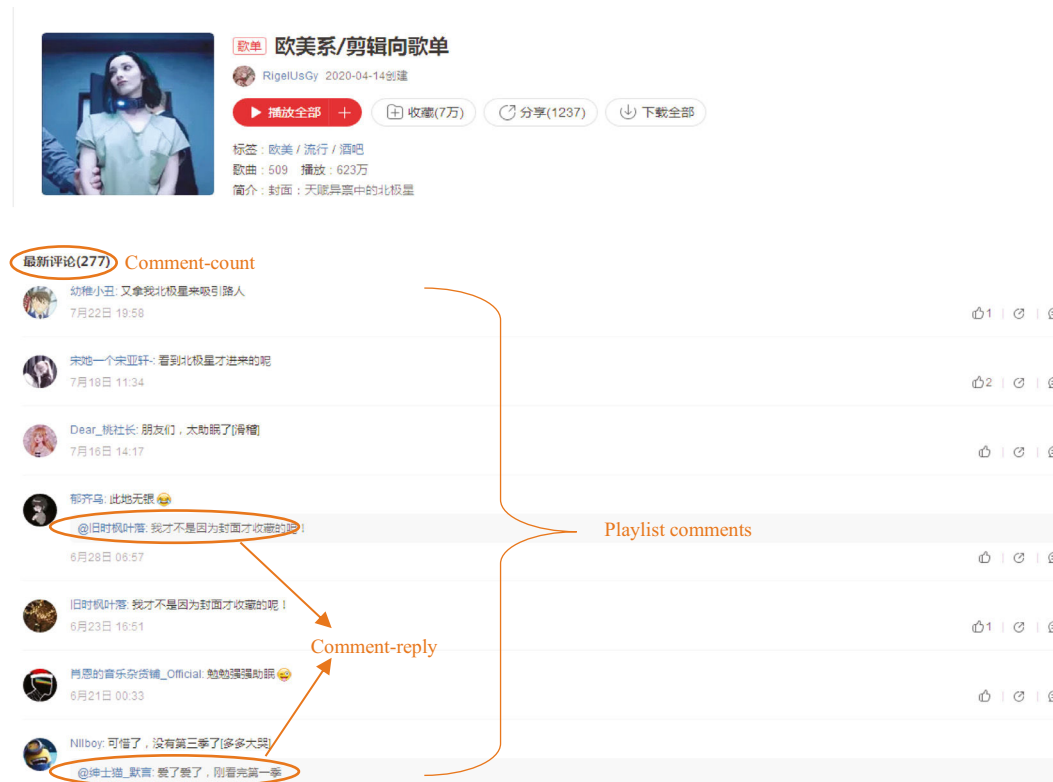 歌单 欧美系/剪辑向歌单
RigelUsGy 2020-04-14创建
播放全部 收藏(7万) 分享(1237) 下载全部
标签：欧美 / 流行 / 酒吧
歌曲：509 播放：623万
简介：封面：天赋异禀中的北极星
最新评论(277) Comment-count
幼稚小丑: 又拿我北极星来吸引路人
7月22日 19:58 1
宋她一个宋亚轩-: 看到北极星才进来的呢
7月18日 11:34 2
Dear_桃社长: 朋友们，太助眠了[滑稽]
7月16日 14:17
郁齐乌: 此地无银
@旧时枫叶落: 我才不是因为封面才收藏的呢！
Playlist comments
6月28日 06:57
旧时枫叶落: 我才不是因为封面才收藏的呢！
6月23日 16:51 1
Comment-reply
肖恩的音乐杂货铺_Official: 勉勉强强助眠
6月21日 00:33
Nilboy: 可惜了，没有第三季了[多多大哭]
@绅士猫_默言: 爱了爱了，刚看完第一季